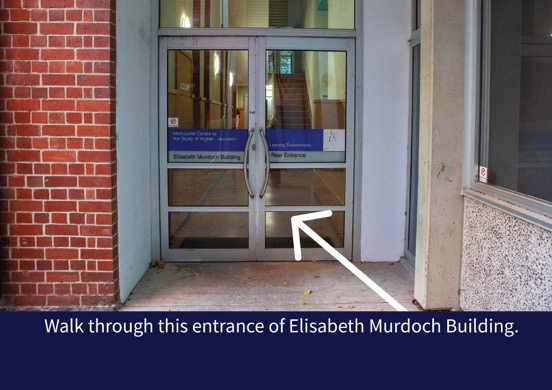 Melbourne Centre for
the Study of Higher Education
Learning Environments
Elisabeth Murdoch Building
Rear Entrance
Walk through this entrance of Elisabeth Murdoch Building.